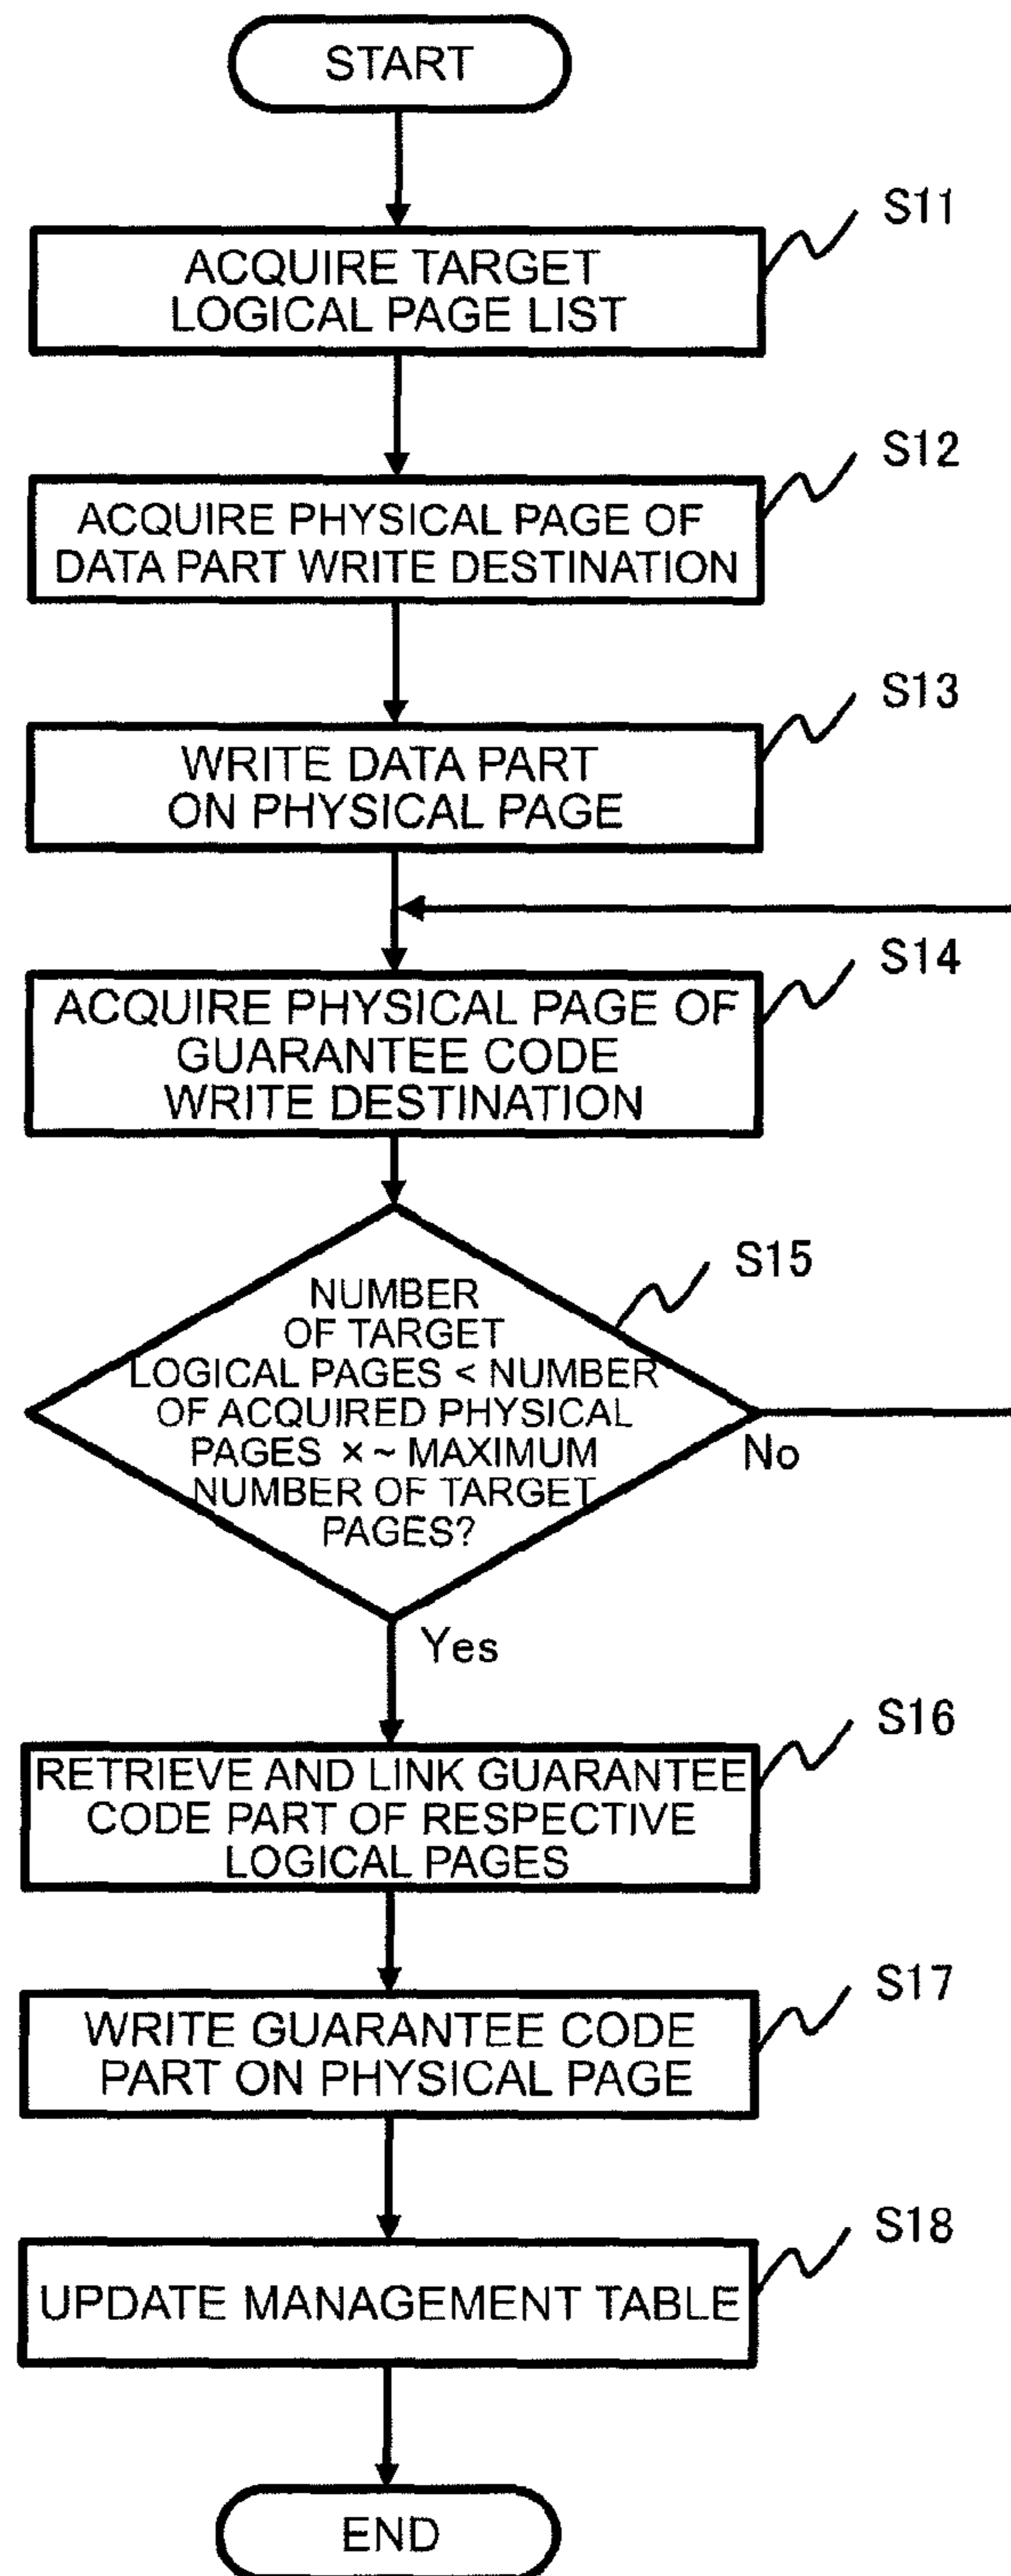 START
S11
ACQUIRE TARGET
LOGICAL PAGE LIST
S12
ACQUIRE PHYSICAL PAGE OF
DATA PART WRITE DESTINATION
S13
WRITE DATA PART
ON PHYSICAL PAGE
S14
ACQUIRE PHYSICAL PAGE OF
GUARANTEE CODE
WRITE DESTINATION
S15
NUMBER
OF TARGET
LOGICAL PAGES < NUMBER
OF ACQUIRED PHYSICAL
PAGES × ~ MAXIMUM
NUMBER OF TARGET
PAGES?
No
Yes
S16
RETRIEVE AND LINK GUARANTEE
CODE PART OF RESPECTIVE
LOGICAL PAGES
S17
WRITE GUARANTEE CODE
PART ON PHYSICAL PAGE
S18
UPDATE MANAGEMENT TABLE
END